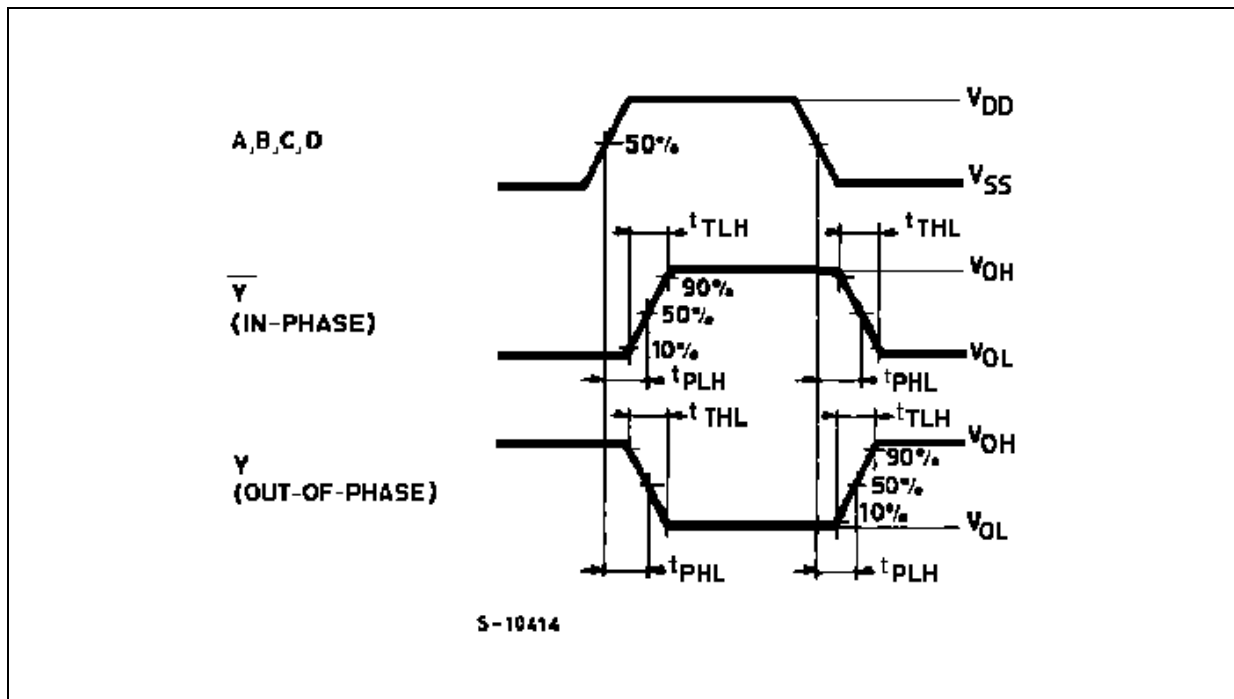 VDD
A,B,C,D
50%
VSS
tTLH
tTHL
VOH
Y
90%
(IN-PHASE)
50%
10%
VOL
tPLH
tPHL
tTHL
tTLH
VOH
Y
90%
(OUT-OF-PHASE)
50%
10%
VOL
tPHL
tPLH
S-10414